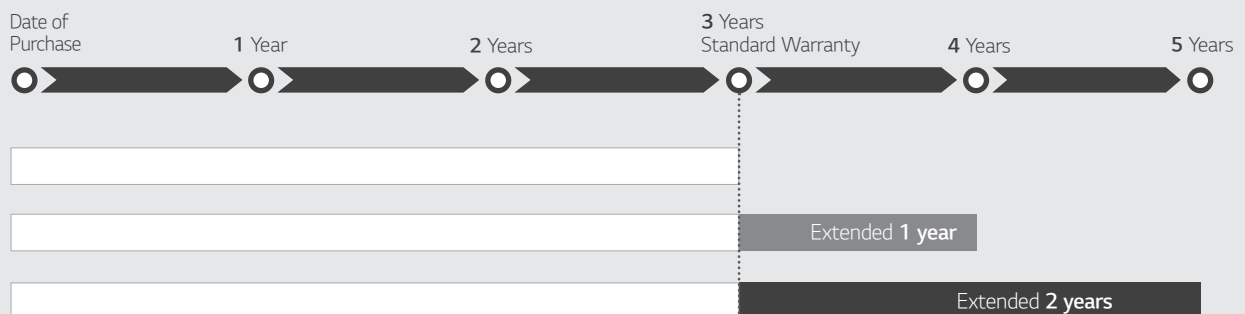 Date of
Purchase
1 Year
2 Years
3 Years
Standard Warranty
4 Years
5 Years
Extended 1 year
Extended 2 years